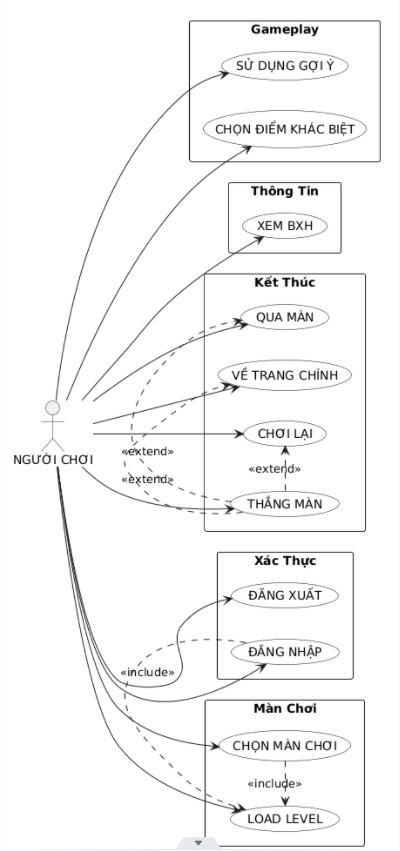 Gameplay
SỬ DỤNG GỢI Ý
CHỌN ĐIỂM KHÁC BIỆT
Thông Tin
XEM BXH
Kết Thúc
QUA MÀN
VỀ TRANG CHÍNH
CHƠI LẠI
NGƯỜI CHƠI
«extend»
«extend»
«extend»
THẮNG MÀN
Xác Thực
ĐĂNG XUẤT
ĐĂNG NHẬP
«include»
Màn Chơi
CHỌN MÀN CHƠI
«include»
LOAD LEVEL